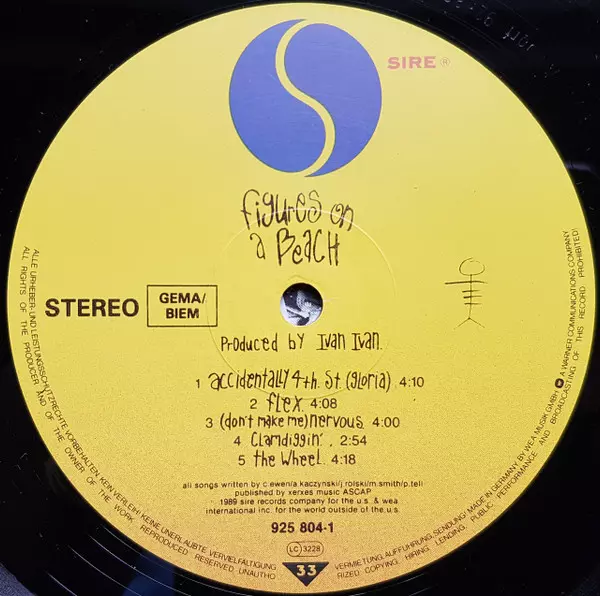 SIRE ®
figures on
a BEACH
STEREO
GEMA/
BIEM
Produced by Ivan Ivan.
1 accidentally 4th. St. (gloria) 4:10
2 flex. 4:08
3 (don't make me) nervous 4:00
4 Clamdiggin'. 2:54
5 the wheel. 4:18
all songs written by c.ewen/a kaczynski/j rolski/m.smith/p.teli
published by xerxes music ASCAP
1989 sire records company for the u.s. & wea
international inc. for the world outside of the.u.s.
925 804-1
LC 3228
33
ALLE URHEBER- UND LEISTUNGSSCHUTZRECHTE VORBEHALTEN. KEIN VERLEIH! KEINE UNERLAUBTE VERVIELFÄLTIGUNG
VERMIETUNG, AUFFÜHRUNG, SENDUNG! MADE IN GERMANY BY WEA MUSIK GMBH A WARNER COMMUNICATIONS COMPANY
ALL RIGHTS OF THE PRODUCER AND OF THE OWNER OF THE WORK REPRODUCED RESERVED UNAUTHO
RIZED COPYING, HIRING, LENDING, PUBLIC PERFORMANCE AND BROADCASTING OF THIS RECORD PROHIBITED!